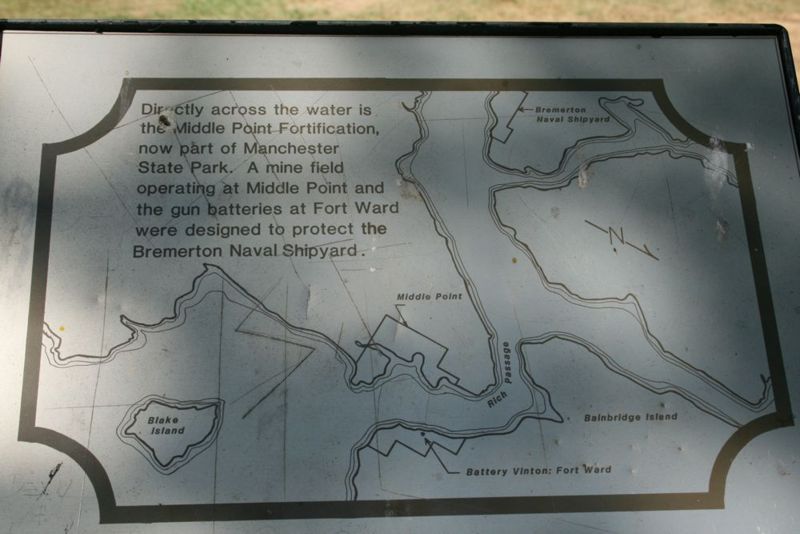 Directly across the water is
the Middle Point Fortification,
now part of Manchester
State Park. A mine field
operating at Middle Point and
the gun batteries at Fort Ward
were designed to protect the
Bremerton Naval Shipyard.
Bremerton
Naval Shipyard
N
Middle Point
Rich Passage
Blake
Island
Bainbridge Island
Battery Vinton: Fort Ward